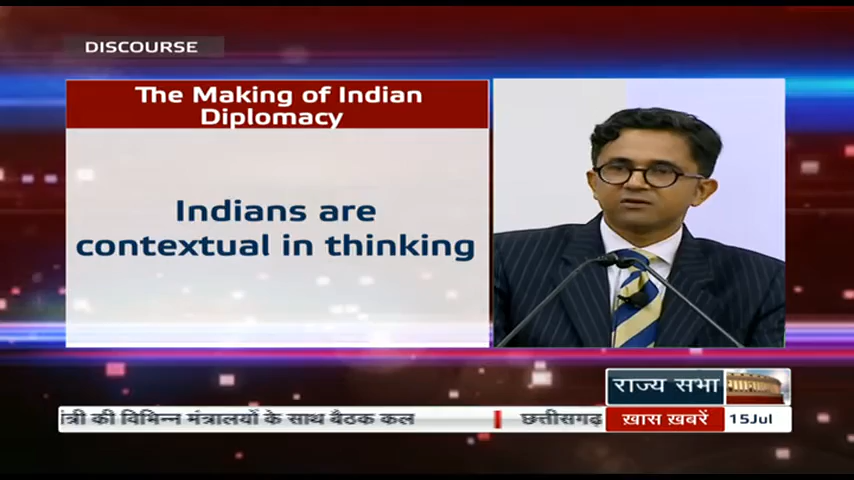 DISCOURSE
The Making of Indian
Diplomacy
Indians are
contextual in thinking
राज्य सभा
की विभिन्न मंत्रालयों के साथ बैठक कल
छत्तीसगढ़
ख़ास ख़बरें
15Jul